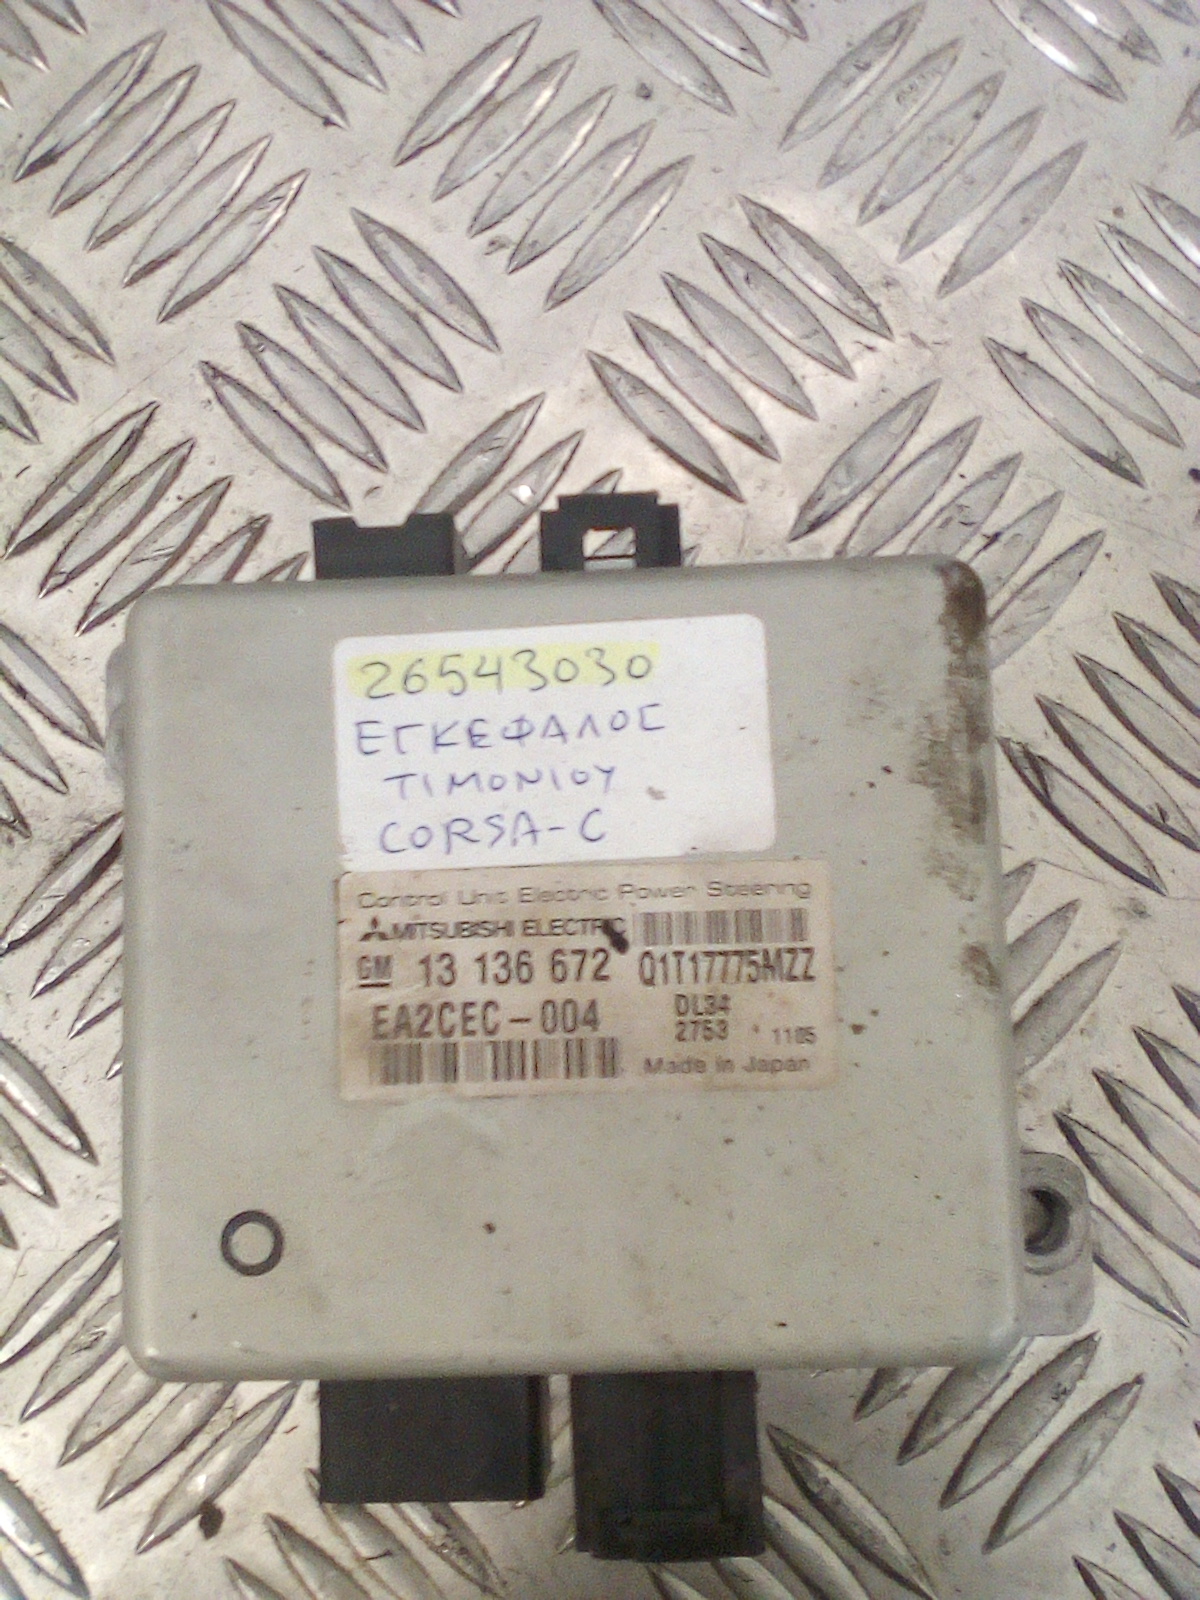 26543030
ΕΓΚΕΦΑΛΟΣ
ΤΙΜΟΝΙΟΥ
CORSA-C
Control Unit Electric Power Steering
MITSUBISHI ELECTRIC
GM 13 136 672 Q1T17775MZZ
EA2CEC-004 DL34
2753 1105
Made in Japan